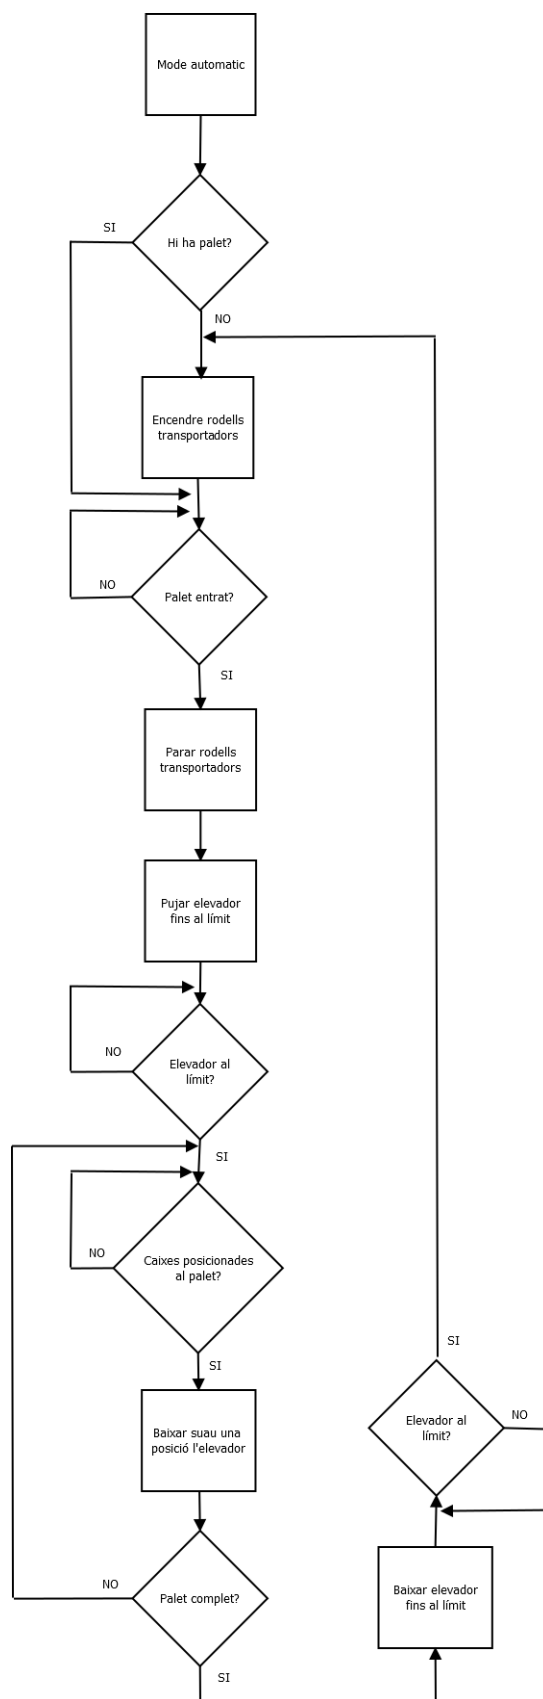 Mode automatic
SI
Hi ha palet?
NO
Encendre rodells
transportadors
NO
Palet entrat?
SI
Parar rodells
transportadors
Pujar elevador
fins al límit
NO
Elevador al
límit?
SI
Caixes posicionades
al palet?
NO
SI
Baixar suau una
posició l'elevador
NO
Palet complet?
SI
SI
Elevador al
límit?
NO
Baixar elevador
fins al límit